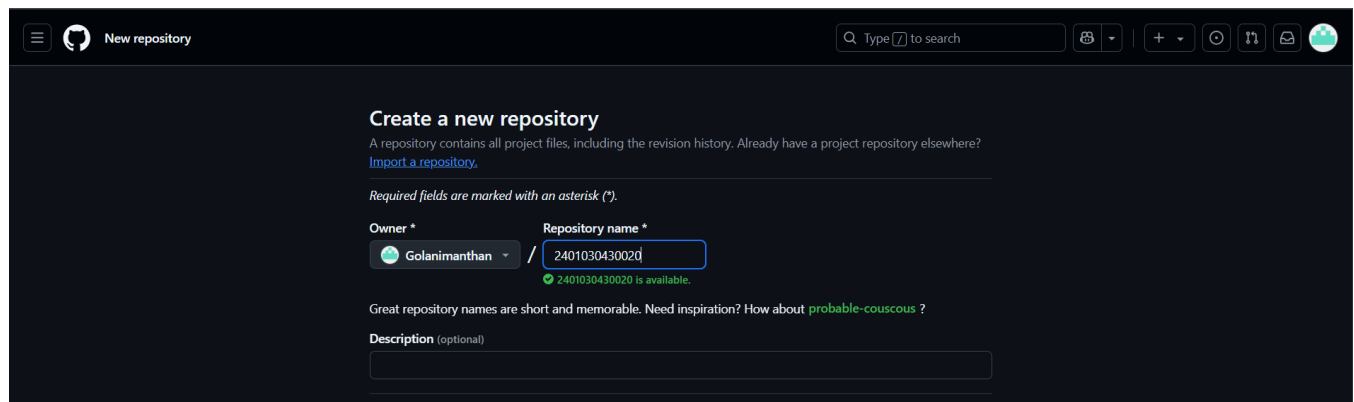 New repository
Type / to search
Create a new repository
A repository contains all project files, including the revision history. Already have a project repository elsewhere?
Import a repository.
Required fields are marked with an asterisk (*).
Owner * Repository name *
Golanimanthan / 2401030430020
2401030430020 is available.
Great repository names are short and memorable. Need inspiration? How about probable-couscous ?
Description (optional)